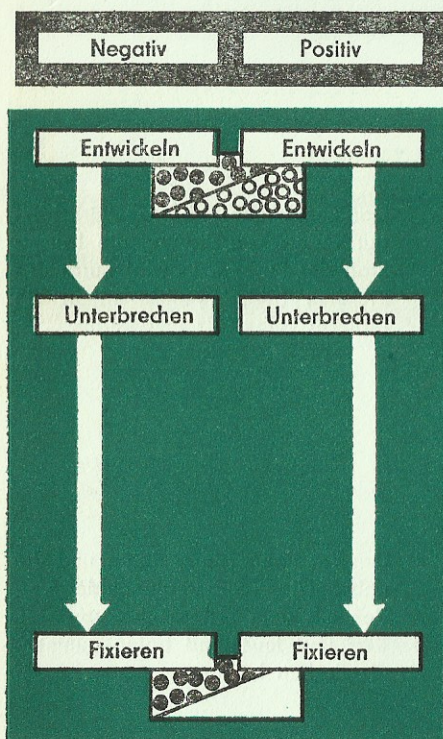 Negativ Positiv
Entwickeln Entwickeln
Unterbrechen Unterbrechen
Fixieren Fixieren